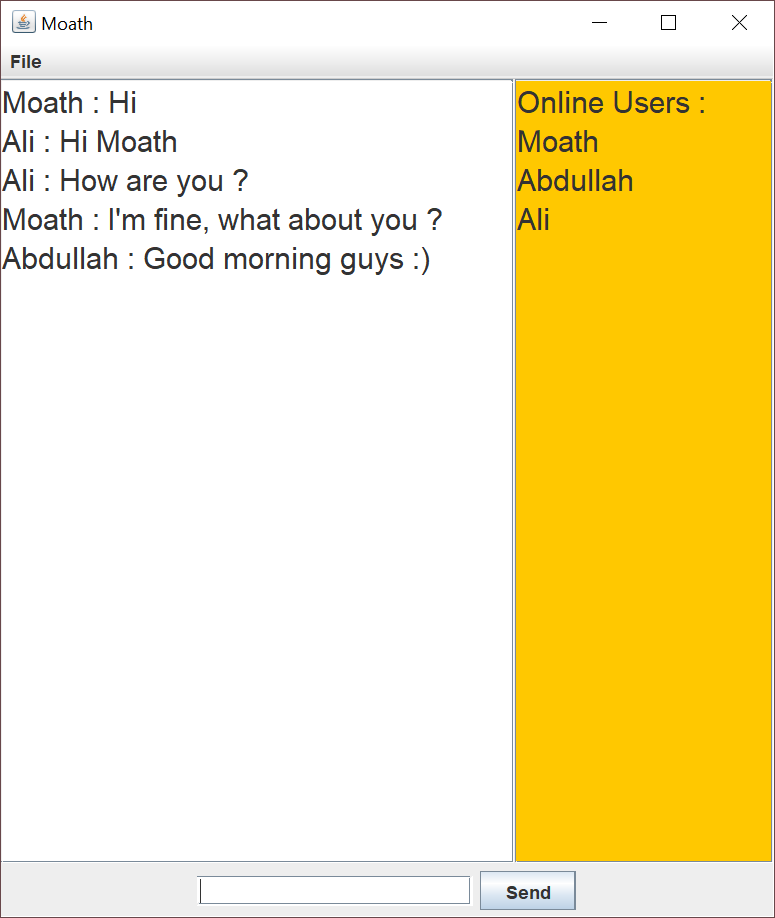 Moath
File
Moath : Hi
Ali : Hi Moath
Ali : How are you ?
Moath : I'm fine, what about you ?
Abdullah : Good morning guys :)
Online Users :
Moath
Abdullah
Ali
Send